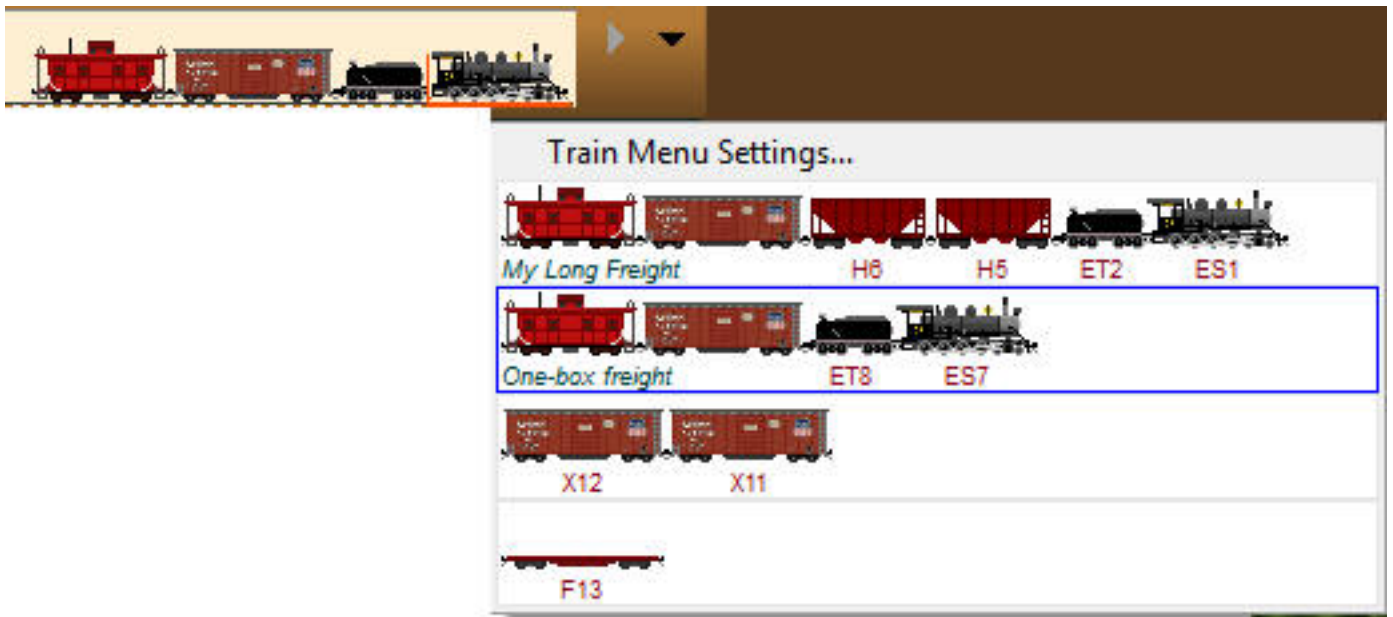 Train Menu Settings...
My Long Freight H6 H5 ET2 ES1
One-box freight ET8 ES7
X12 X11
F13